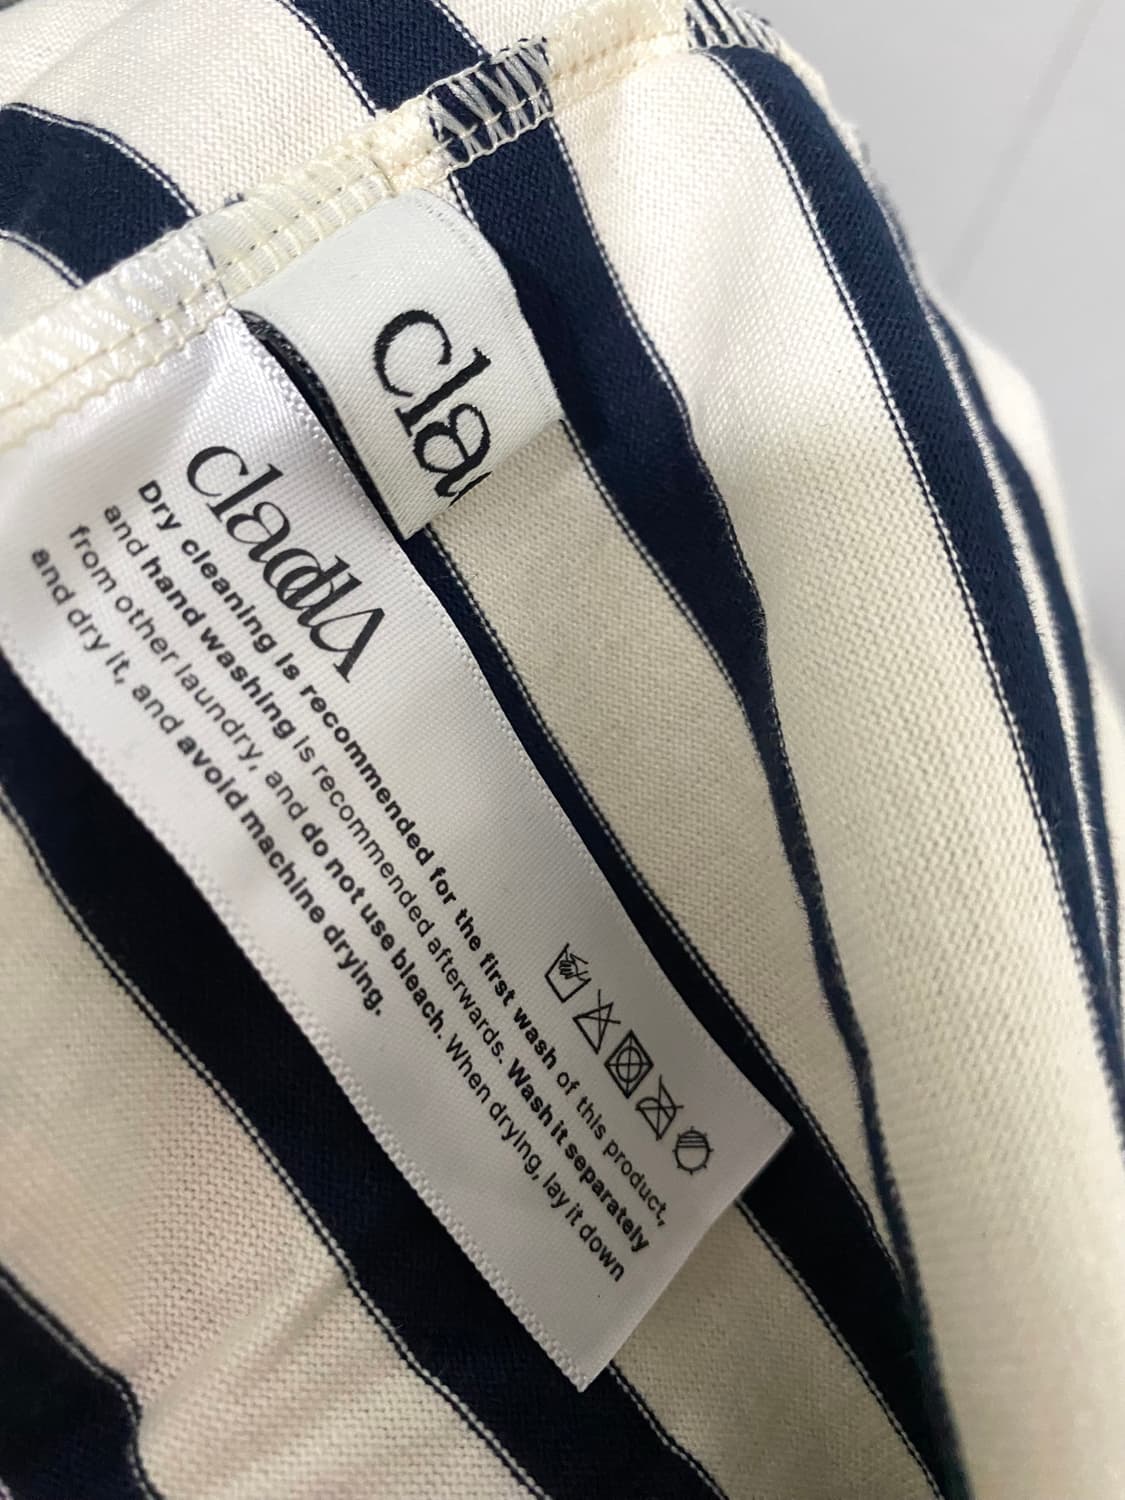 cla
Dry cleaning is recommended for the first wash of this product,
and hand washing is recommended afterwards. Wash it separately
from other laundry, and do not use bleach. When drying, lay it down
and dry it, and avoid machine drying.